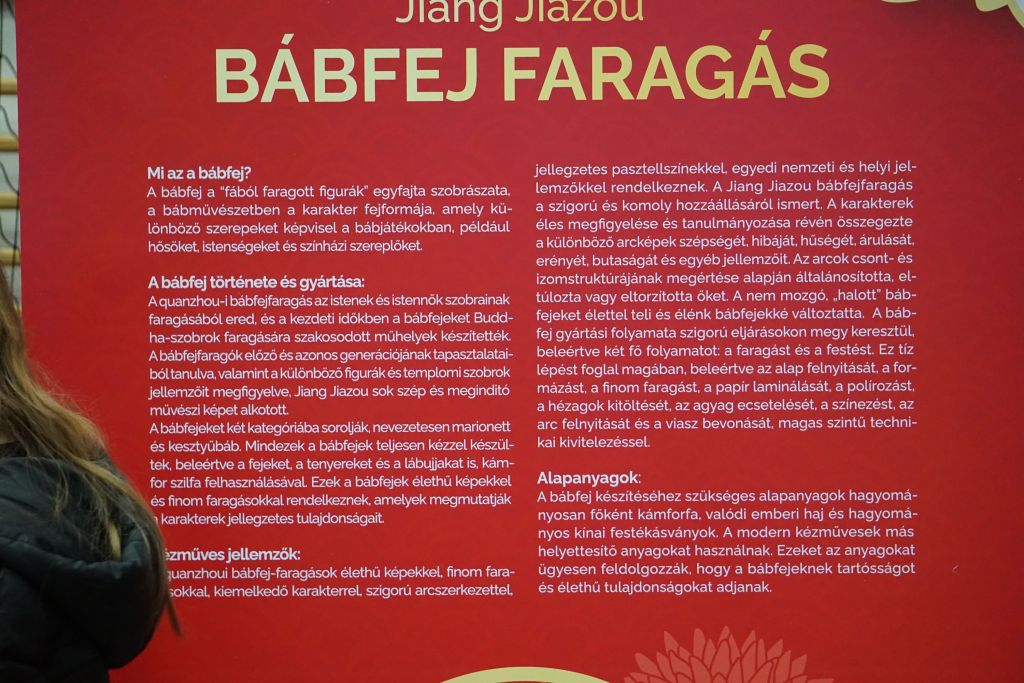 Jiang Jiazou
BÁBFEJ FARAGÁS
Mi az a bábfej?
A bábfej a “fából faragott figurák” egyfajta szobrászata,
a bábművészetben a karakter fejformája, amely kü-
lönböző szerepeket képvisel a bábjátékokban, például
hősöket, istenségeket és színházi szereplőket.
A bábfej története és gyártása:
A quanzhou-i bábfejfaragás az istenek és istennők szobrainak
faragásából ered, és a kezdeti időkben a bábfejeket Budd-
ha-szobrok faragására szakosodott műhelyek készítették.
A bábfejfaragók előző és azonos generációjának tapasztalatai-
ból tanulva, valamint a különböző figurák és templomi szobrok
jellemzőit megfigyelve, Jiang Jiazou sok szép és megindító
művészi képet alkotott.
A bábfejeket két kategóriába sorolják, nevezetesen marionett
és kesztyűbáb. Mindezek a bábfejek teljesen kézzel készül-
tek, beleértve a fejeket, a tenyereket és a lábujjakat is, kám-
for szilfa felhasználásával. Ezek a bábfejek élethű képekkel
és finom faragásokkal rendelkeznek, amelyek megmutatják
a karakterek jellegzetes tulajdonságait.
ézműves jellemzők:
quanzhoui bábfej-faragások élethű képekkel, finom fara-
sokkal, kiemelkedő karakterrel, szigorú arcszerkezettel,
jellegzetes pasztellszínekkel, egyedi nemzeti és helyi jel-
lemzőkkel rendelkeznek. A Jiang Jiazou bábfejfaragás
a szigorú és komoly hozzáállásáról ismert. A karakterek
éles megfigyelése és tanulmányozása révén összegezte
a különböző arcképek szépségét, hibáját, hűségét, árulását,
erényét, butaságát és egyéb jellemzőit. Az arcok csont- és
izomstruktúrájának megértése alapján általánosította, el-
túlozta vagy eltorzította őket. A nem mozgó, „halott” báb-
fejeket élettel teli és élénk bábfejekké változtatta. A báb-
fej gyártási folyamata szigorú eljárásokon megy keresztül,
beleértve két fő folyamatot: a faragást és a festést. Ez tíz
lépést foglal magában, beleértve az alap felnyitását, a for-
mázást, a finom faragást, a papír laminálását, a polírozást,
a hézagok kitöltését, az agyag ecsetelését, a színezést, az
arc felnyitását és a viasz bevonását, magas szintű techni-
kai kivitelezéssel.
Alapanyagok:
A bábfej készítéséhez szükséges alapanyagok hagyomá-
nyosan főként kámforfa, valódi emberi haj és hagyomá-
nyos kínai festékásványok. A modern kézművesek más
helyettesítő anyagokat használnak. Ezeket az anyagokat
ügyesen feldolgozzák, hogy a bábfejeknek tartósságot
és élethű tulajdonságokat adjanak.